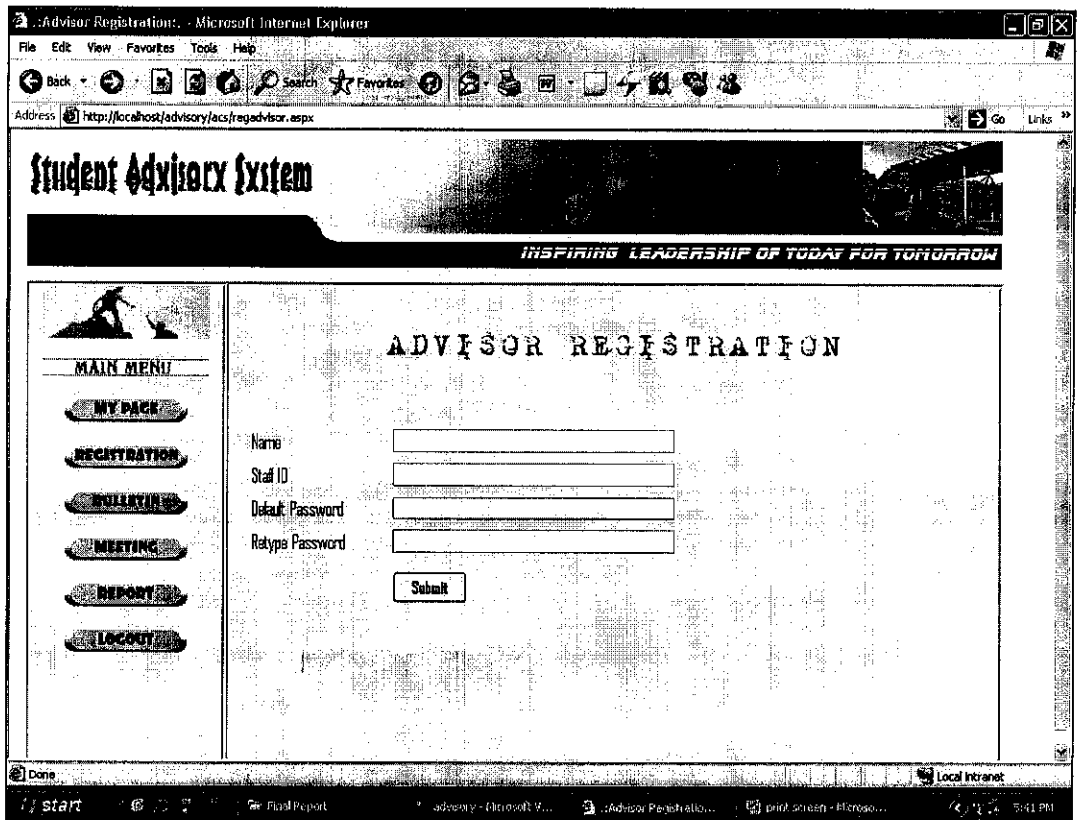 .::Advisor Registration::. - Microsoft Internet Explorer
File Edit View Favorites Tools Help
Back Search Favorites
Address http://localhost/advisory/acs/regadvisor.aspx Go Links
Student Advisory System
INSPIRING LEADERSHIP OF TODAY FOR TOMORROW
MAIN MENU
MY PAGE
REGISTRATION
BULLETIN
MEETING
REPORT
LOGOUT
ADVISOR REGISTRATION
Name
Staff ID
Default Password
Retype Password
Submit
Done Local intranet
start Final Report advisory - Microsoft V... .::Advisor Registratio... print screen - Microso... 5:41 PM